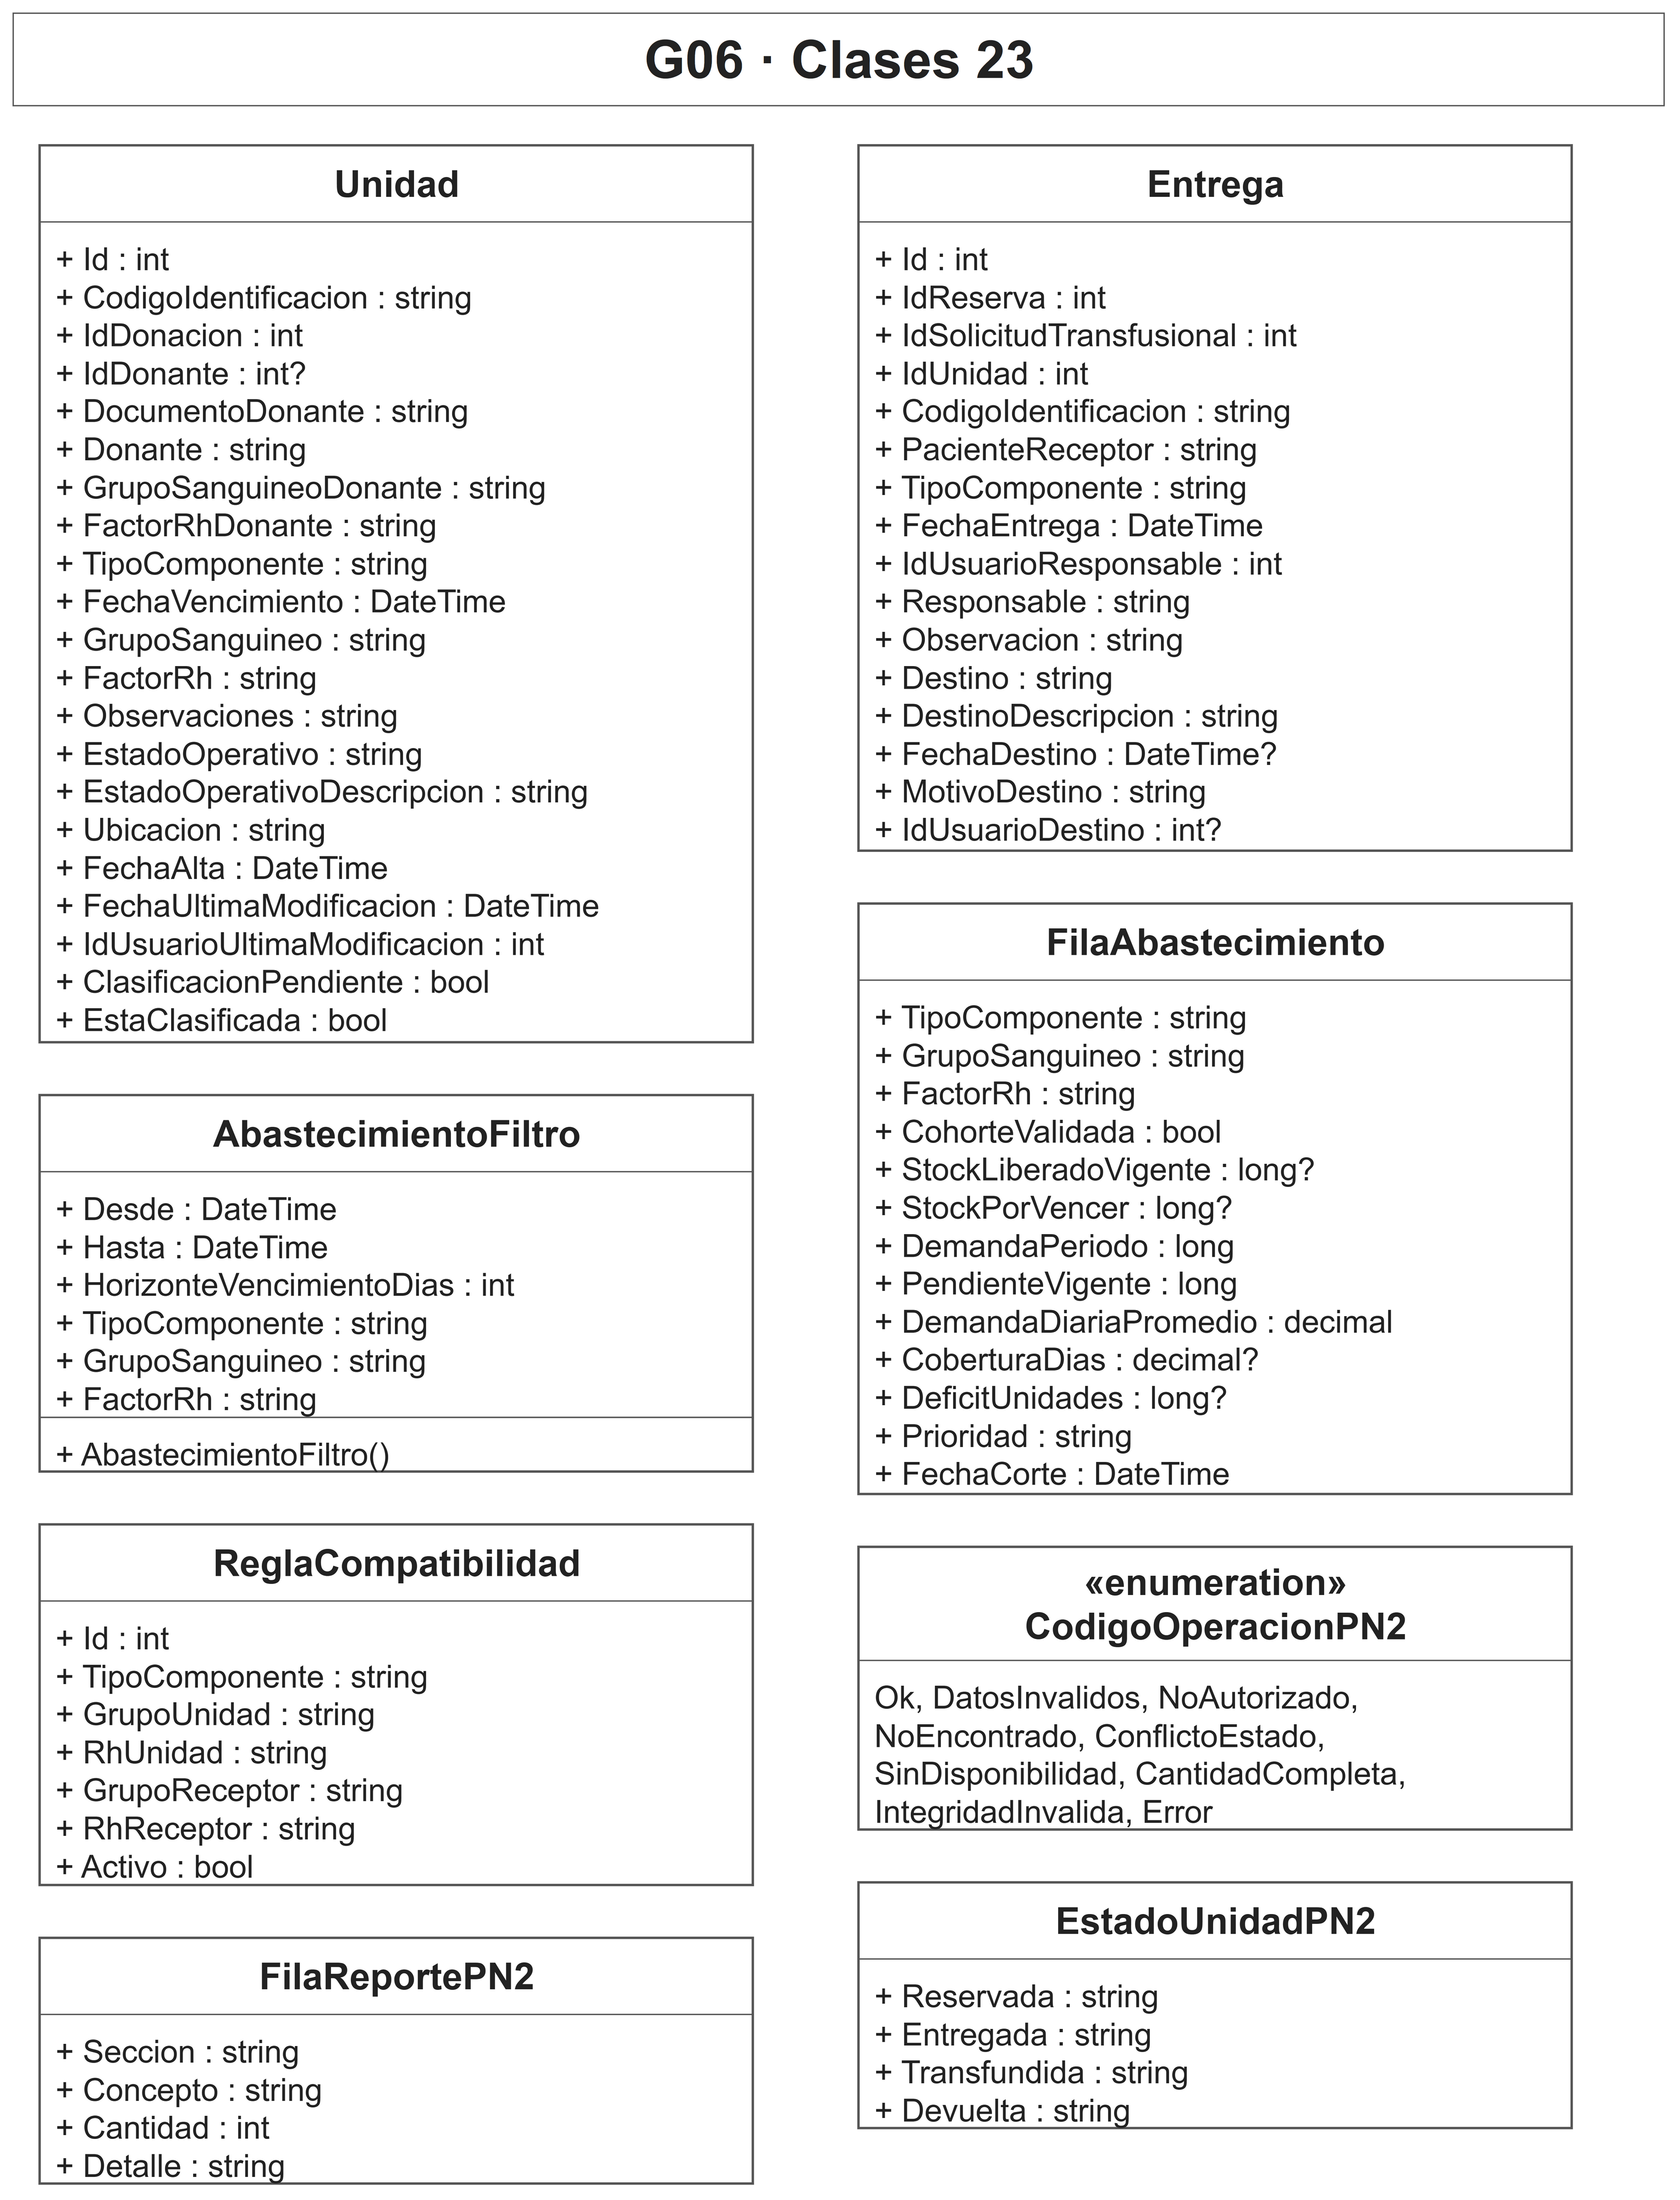 G06 · Clases 23
Unidad
+ Id : int
+ CodigoIdentificacion : string
+ IdDonacion : int
+ IdDonante : int?
+ DocumentoDonante : string
+ Donante : string
+ GrupoSanguineoDonante : string
+ FactorRhDonante : string
+ TipoComponente : string
+ FechaVencimiento : DateTime
+ GrupoSanguineo : string
+ FactorRh : string
+ Observaciones : string
+ EstadoOperativo : string
+ EstadoOperativoDescripcion : string
+ Ubicacion : string
+ FechaAlta : DateTime
+ FechaUltimaModificacion : DateTime
+ IdUsuarioUltimaModificacion : int
+ ClasificacionPendiente : bool
+ EstaClasificada : bool
AbastecimientoFiltro
+ Desde : DateTime
+ Hasta : DateTime
+ HorizonteVencimientoDias : int
+ TipoComponente : string
+ GrupoSanguineo : string
+ FactorRh : string
+ AbastecimientoFiltro()
ReglaCompatibilidad
+ Id : int
+ TipoComponente : string
+ GrupoUnidad : string
+ RhUnidad : string
+ GrupoReceptor : string
+ RhReceptor : string
+ Activo : bool
FilaReportePN2
+ Seccion : string
+ Concepto : string
+ Cantidad : int
+ Detalle : string
Entrega
+ Id : int
+ IdReserva : int
+ IdSolicitudTransfusional : int
+ IdUnidad : int
+ CodigoIdentificacion : string
+ PacienteReceptor : string
+ TipoComponente : string
+ FechaEntrega : DateTime
+ IdUsuarioResponsable : int
+ Responsable : string
+ Observacion : string
+ Destino : string
+ DestinoDescripcion : string
+ FechaDestino : DateTime?
+ MotivoDestino : string
+ IdUsuarioDestino : int?
FilaAbastecimiento
+ TipoComponente : string
+ GrupoSanguineo : string
+ FactorRh : string
+ CohorteValidada : bool
+ StockLiberadoVigente : long?
+ StockPorVencer : long?
+ DemandaPeriodo : long
+ PendienteVigente : long
+ DemandaDiariaPromedio : decimal
+ CoberturaDias : decimal?
+ DeficitUnidades : long?
+ Prioridad : string
+ FechaCorte : DateTime
«enumeration»
CodigoOperacionPN2
Ok, DatosInvalidos, NoAutorizado,
NoEncontrado, ConflictoEstado,
SinDisponibilidad, CantidadCompleta,
IntegridadInvalida, Error
EstadoUnidadPN2
+ Reservada : string
+ Entregada : string
+ Transfundida : string
+ Devuelta : string